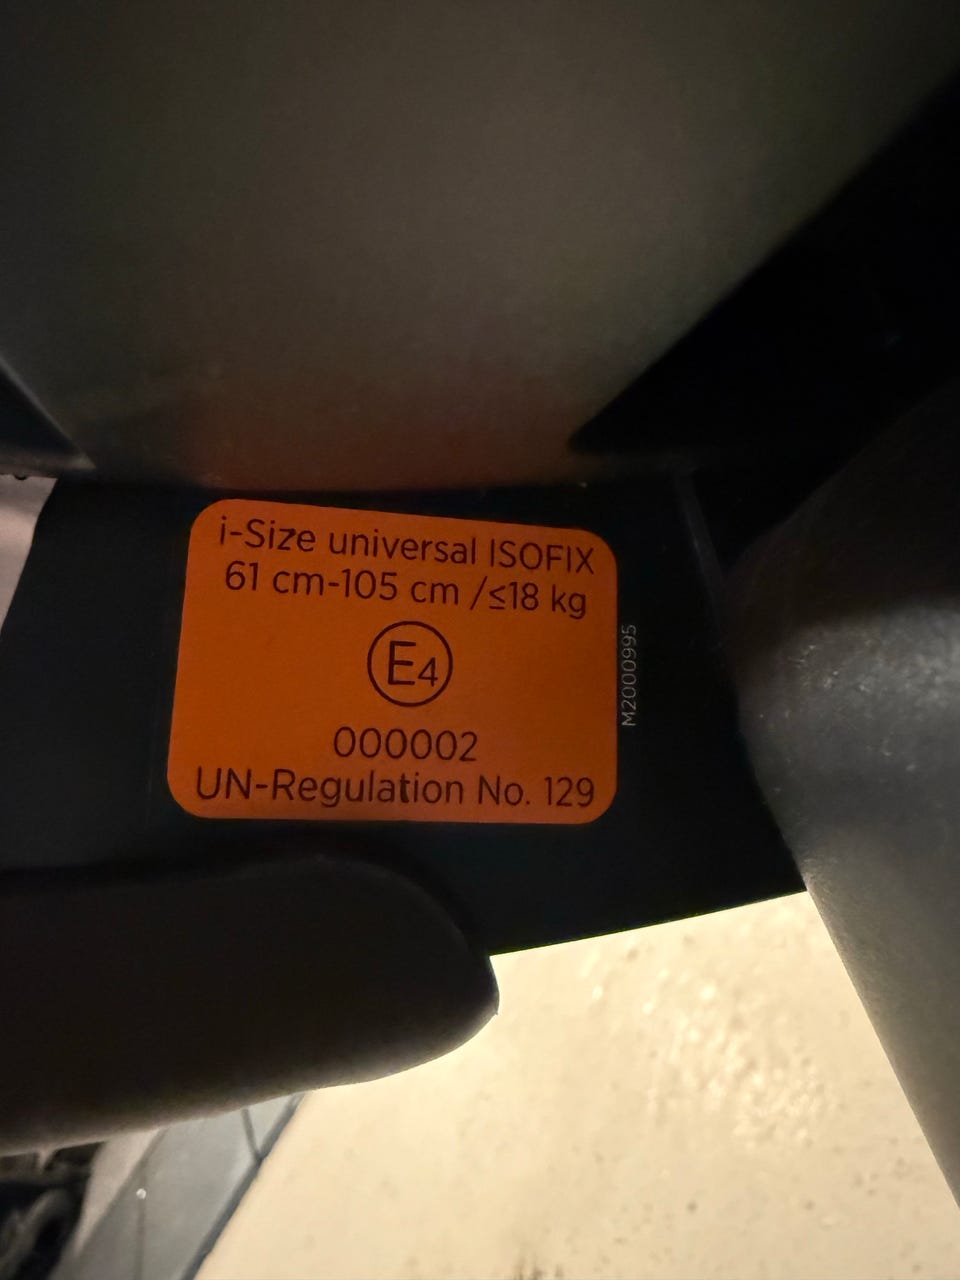 i-Size universal ISOFIX
61 cm-105 cm /≤18 kg
E4
000002
UN-Regulation No. 129
M2000995